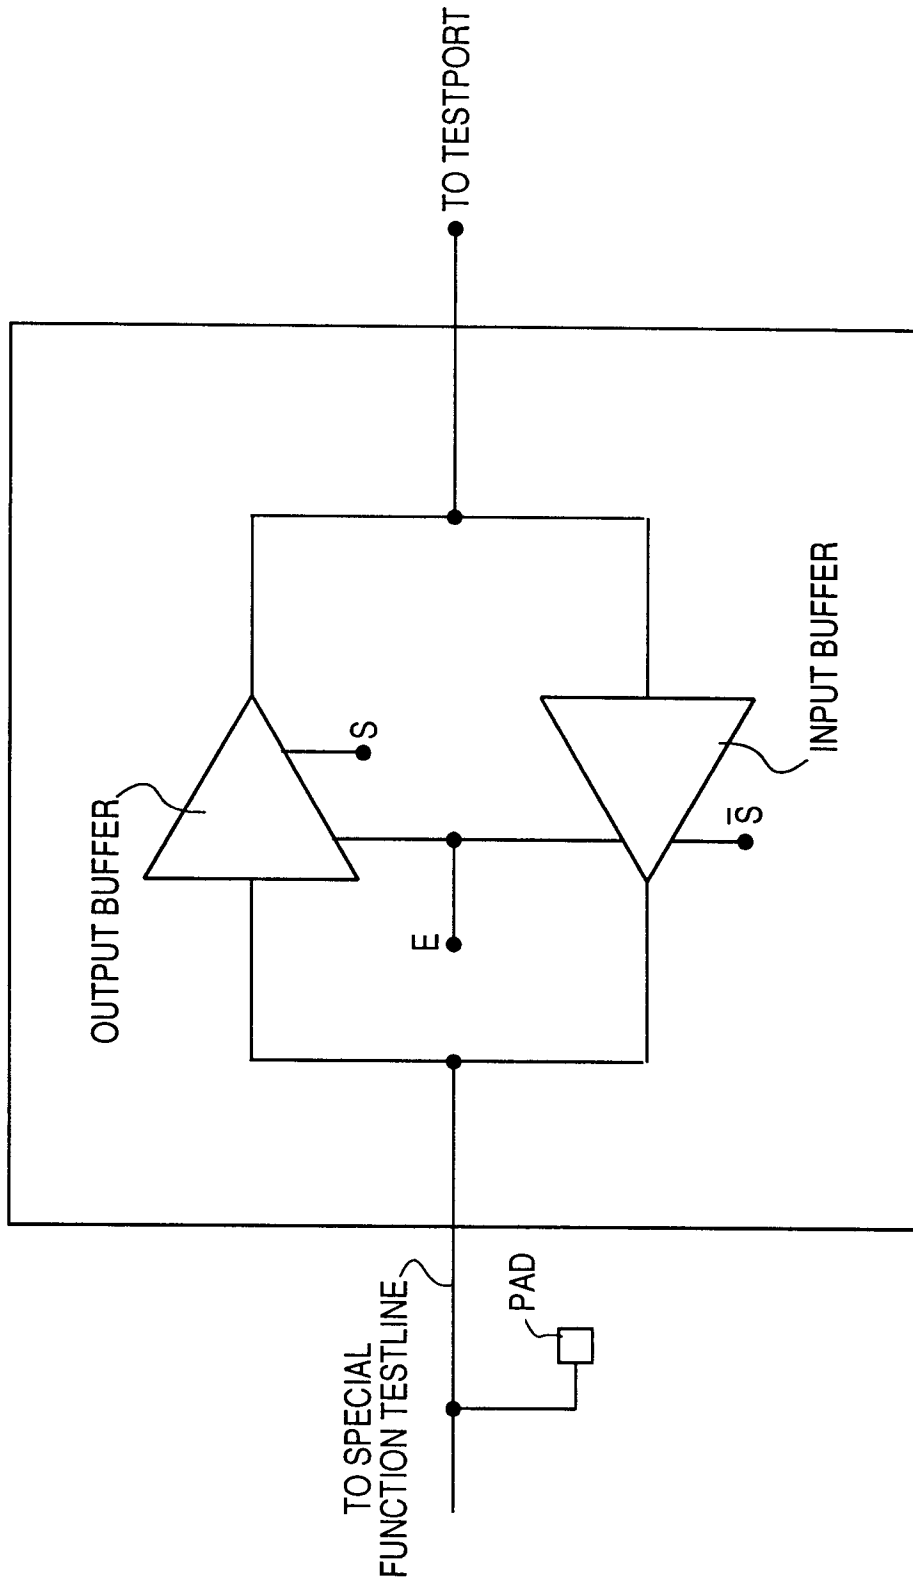 OUTPUT BUFFER
S
TO TESTPORT
E
TO SPECIAL
FUNCTION TESTLINE
PAD
S̅
INPUT BUFFER